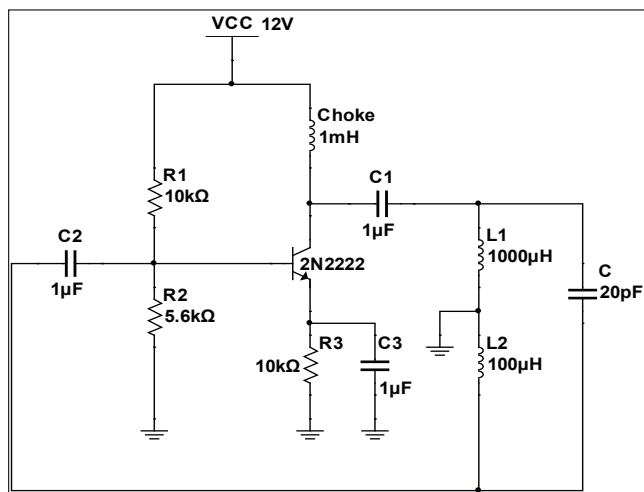 VCC 12V
Choke
1mH
R1
10kΩ
C1
1µF
C2
1µF
L1
1000µH
C
20pF
2N2222
R2
5.6kΩ
R3
10kΩ
C3
1µF
L2
100µH